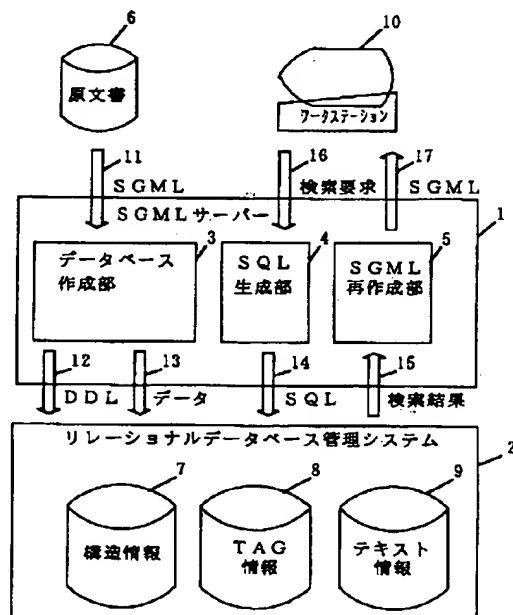 6
10
原文書
ワークステーション
11
16
17
SGML
検索要求
SGML
SGMLサーバー
1
3
4
5
データベース
作成部
SQL
生成部
SGML
再作成部
12
13
14
15
DDL
データ
SQL
検索結果
リレーショナルデータベース管理システム
2
7
8
9
構造情報
TAG
情報
テキスト
情報